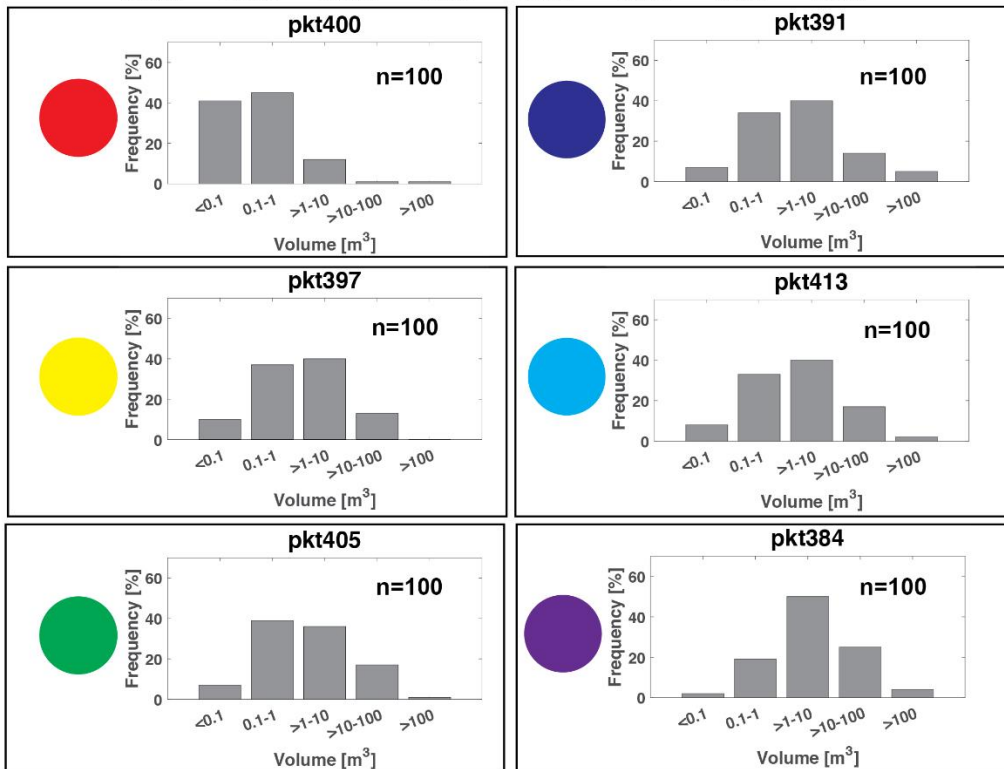 pkt400
Frequency [%]
60
40
20
0
n=100
<0.1
0.1-1
>1-10
>10-100
>100
Volume [m³]
pkt391
Frequency [%]
60
40
20
0
n=100
<0.1
0.1-1
>1-10
>10-100
>100
Volume [m³]
pkt397
Frequency [%]
60
40
20
0
n=100
<0.1
0.1-1
>1-10
>10-100
>100
Volume [m³]
pkt413
Frequency [%]
60
40
20
0
n=100
<0.1
0.1-1
>1-10
>10-100
>100
Volume [m³]
pkt405
Frequency [%]
60
40
20
0
n=100
<0.1
0.1-1
>1-10
>10-100
>100
Volume [m³]
pkt384
Frequency [%]
60
40
20
0
n=100
<0.1
0.1-1
>1-10
>10-100
>100
Volume [m³]